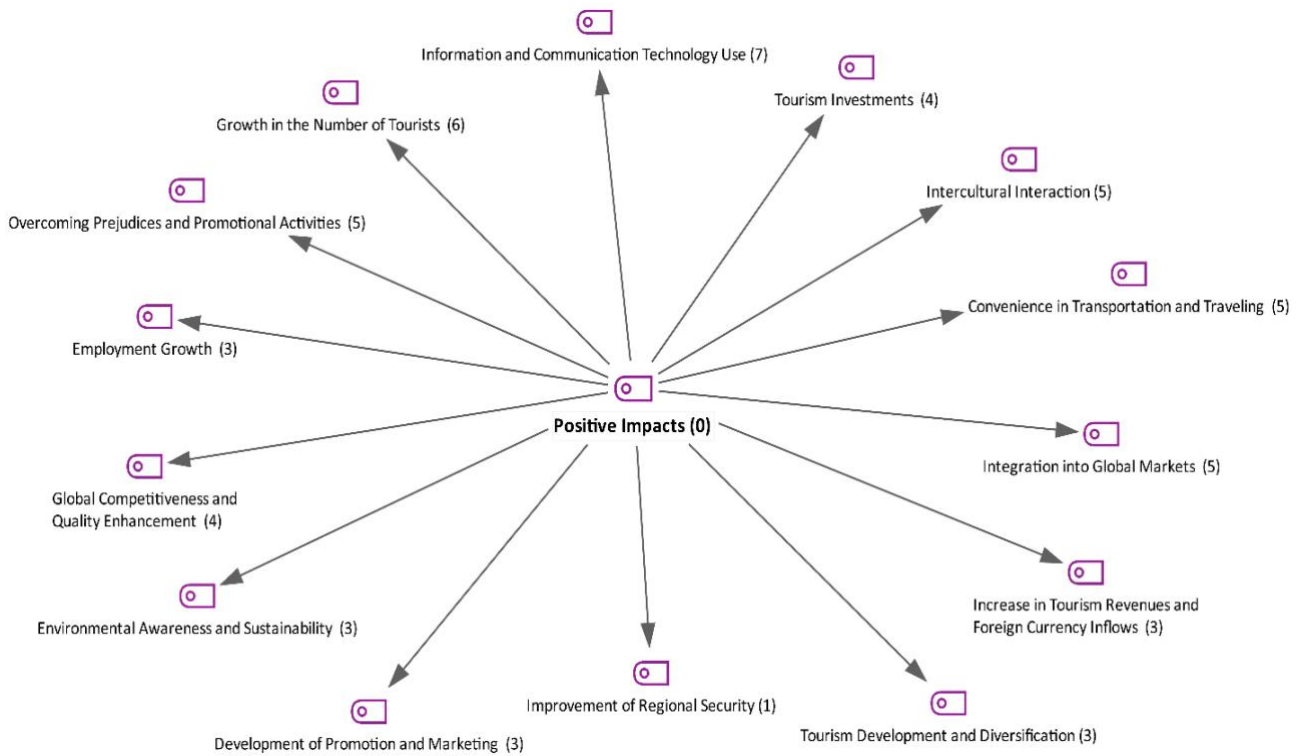 Information and Communication Technology Use (7)
Tourism Investments (4)
Growth in the Number of Tourists (6)
Intercultural Interaction (5)
Overcoming Prejudices and Promotional Activities (5)
Convenience in Transportation and Traveling (5)
Employment Growth (3)
Positive Impacts (0)
Integration into Global Markets (5)
Global Competitiveness and
Quality Enhancement (4)
Increase in Tourism Revenues and
Foreign Currency Inflows (3)
Environmental Awareness and Sustainability (3)
Improvement of Regional Security (1)
Tourism Development and Diversification (3)
Development of Promotion and Marketing (3)